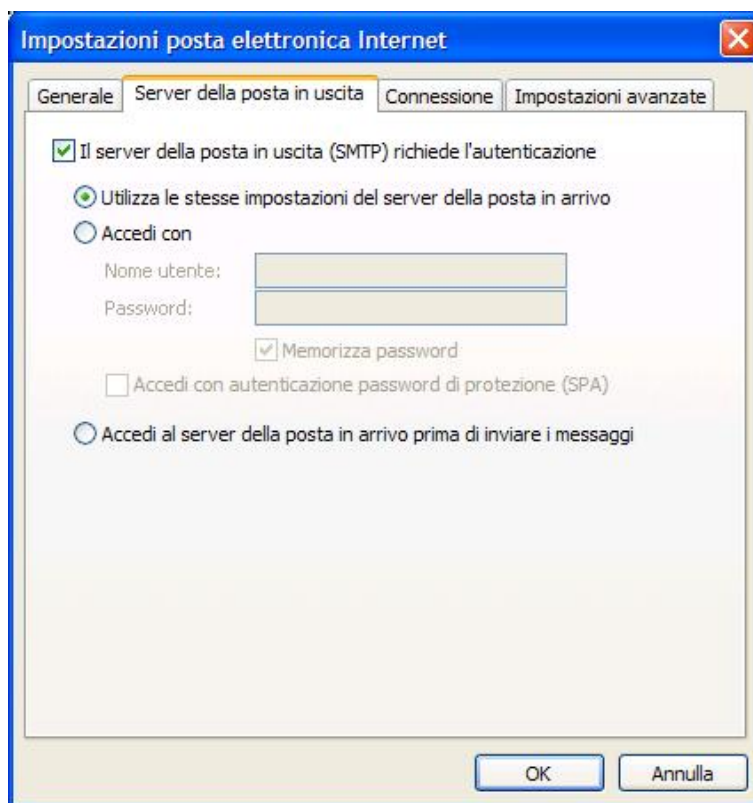 Impostazioni posta elettronica Internet
Generale Server della posta in uscita Connessione Impostazioni avanzate
Il server della posta in uscita (SMTP) richiede l'autenticazione
Utilizza le stesse impostazioni del server della posta in arrivo
Accedi con
Nome utente:
Password:
Memorizza password
Accedi con autenticazione password di protezione (SPA)
Accedi al server della posta in arrivo prima di inviare i messaggi
OK Annulla